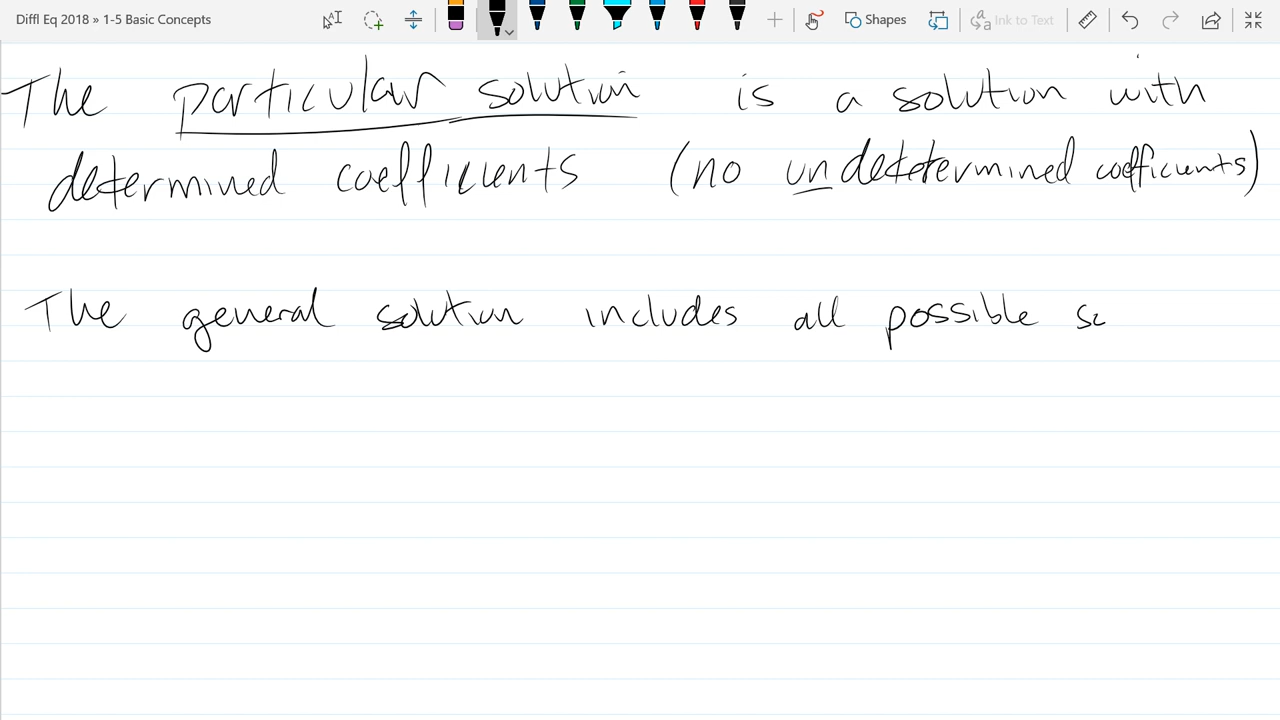 Diffl Eq 2018 » 1-5 Basic Concepts
Shapes
Ink to Text
The particular solution is a solution with
determined coefficients (no undetermined coefficients)
The general solution includes all possible so